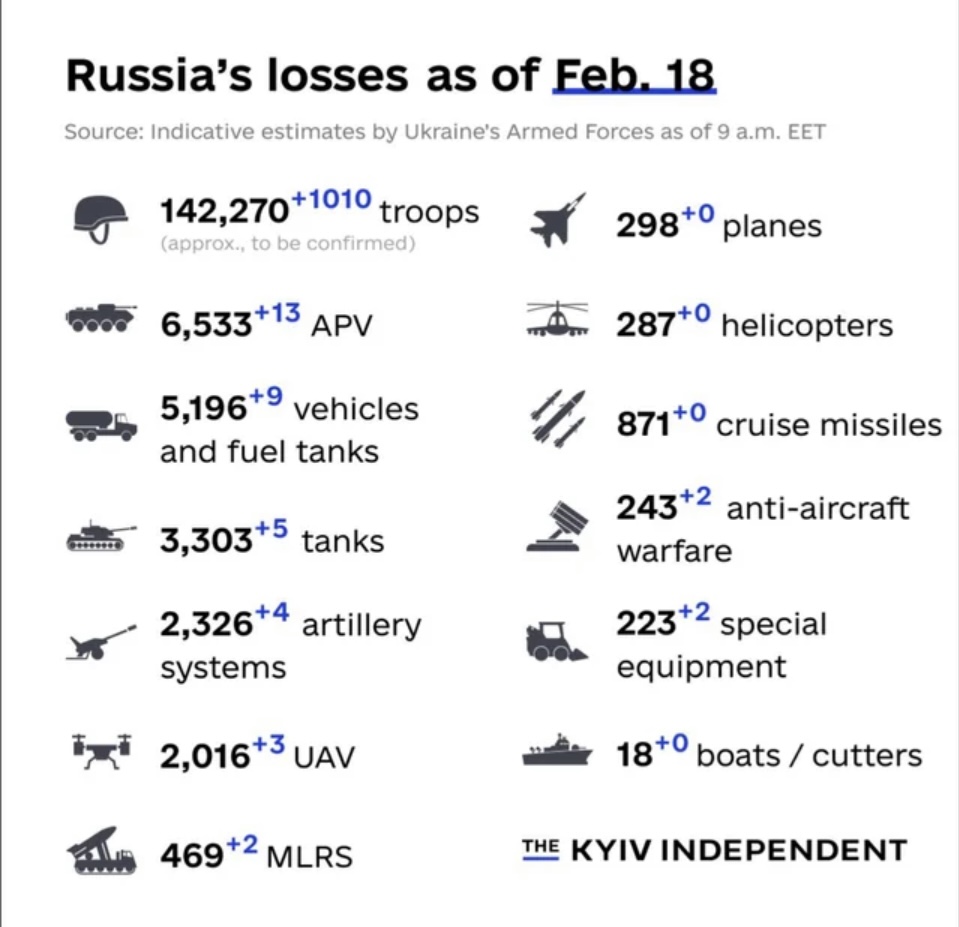 Russia's losses as of Feb. 18
Source: Indicative estimates by Ukraine's Armed Forces as of 9 a.m. EET
142,270+1010 troops
(approx., to be confirmed)
6,533+13 APV
5,196+9 vehicles
and fuel tanks
3,303+5 tanks
2,326+4 artillery
systems
2,016+3 UAV
469+2 MLRS
298+0 planes
287+0 helicopters
871+0 cruise missiles
243+2 anti-aircraft
warfare
223+2 special
equipment
18+0 boats / cutters
THE KYIV INDEPENDENT